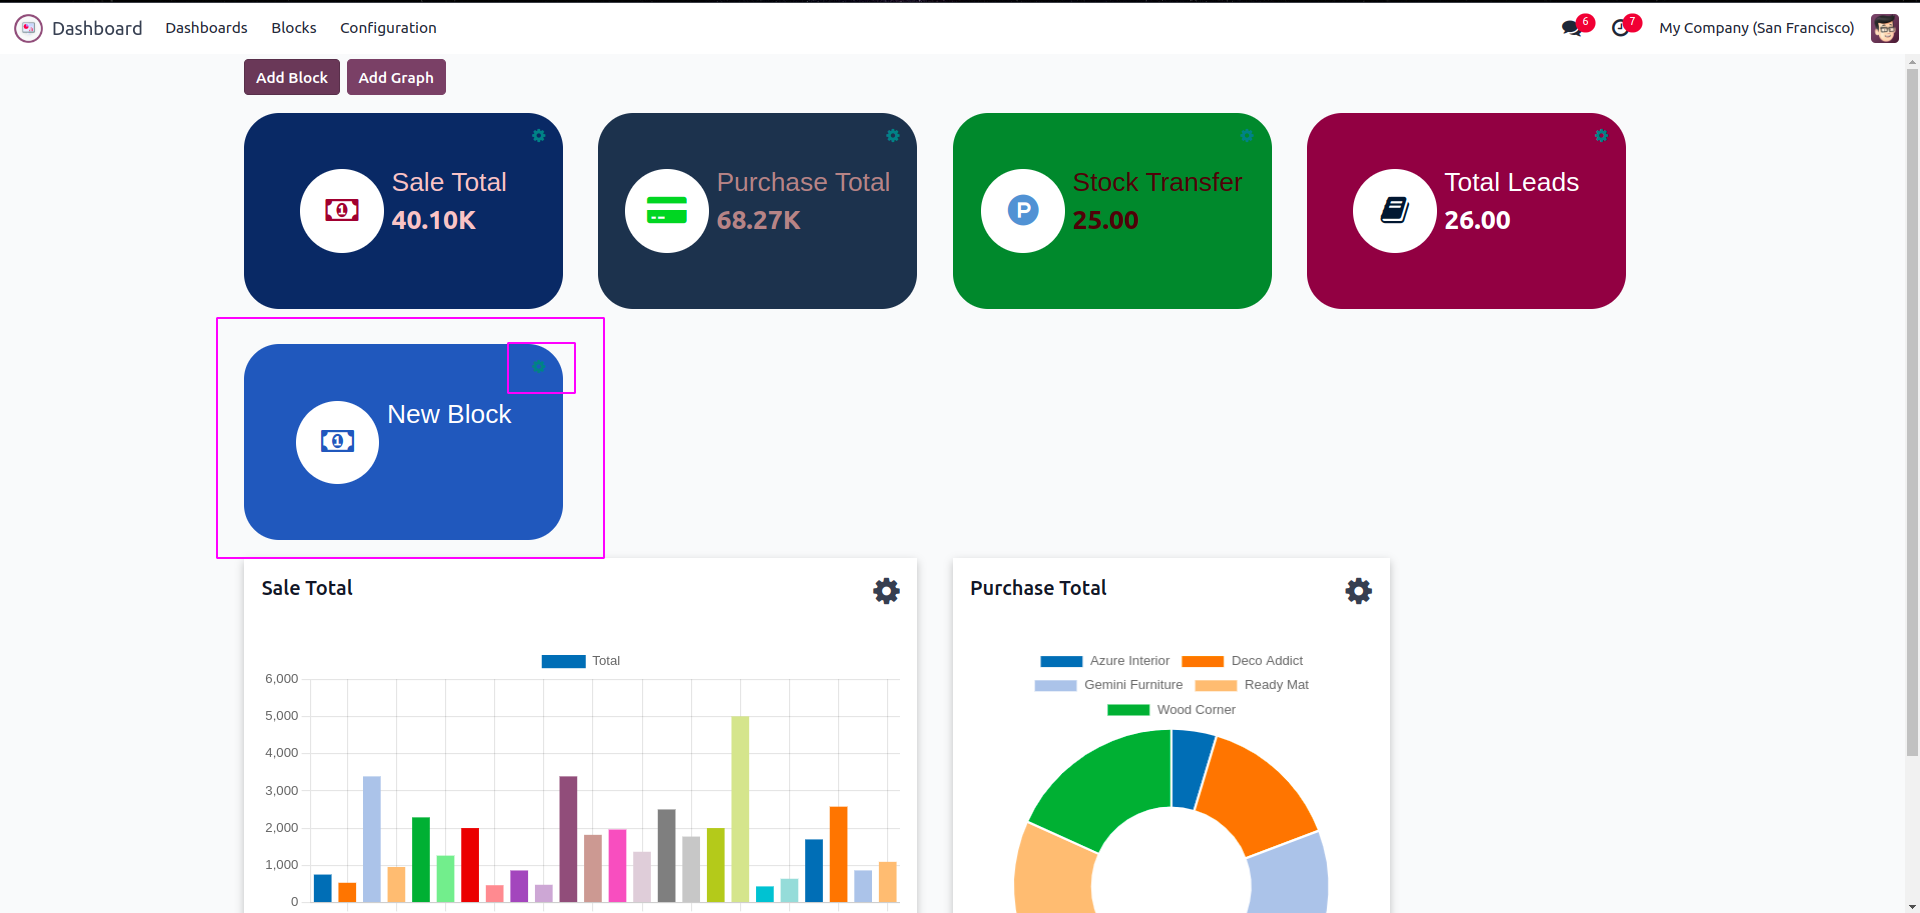 Dashboard Dashboards Blocks Configuration 6 7 My Company (San Francisco)
Add Block Add Graph
Sale Total
40.10K
Purchase Total
68.27K
P
Stock Transfer
25.00
Total Leads
26.00
1
1
New Block
Sale Total
Total
6,000
5,000
4,000
3,000
2,000
1,000
0
Purchase Total
Azure Interior Deco Addict
Gemini Furniture Ready Mat
Wood Corner